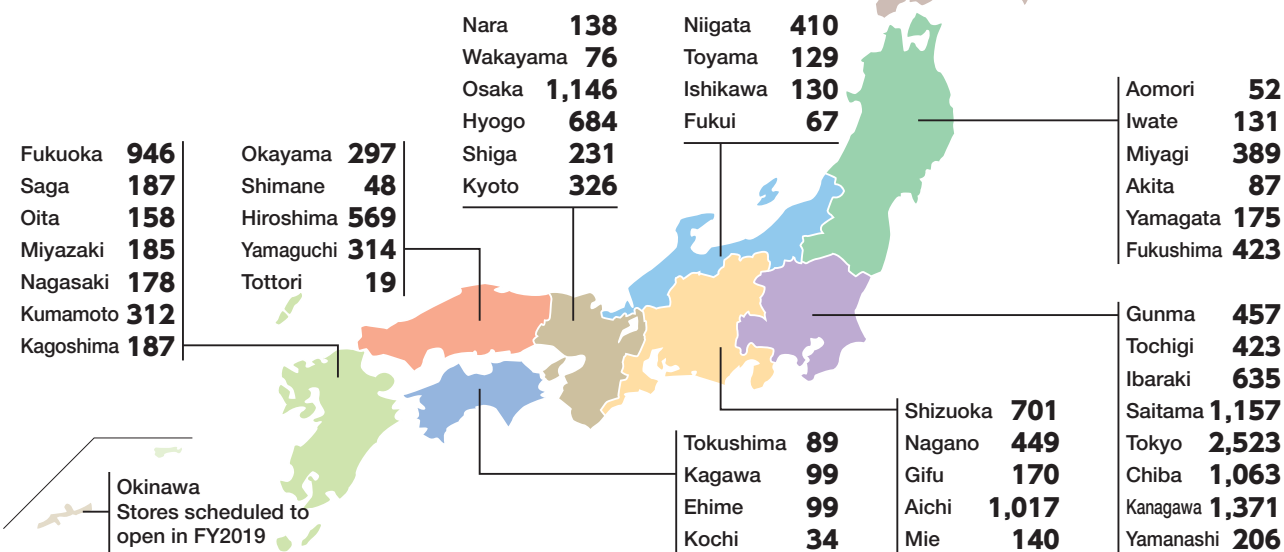 Nara 138
Wakayama 76
Osaka 1,146
Hyogo 684
Shiga 231
Kyoto 326
Niigata 410
Toyama 129
Ishikawa 130
Fukui 67
Aomori 52
Iwate 131
Miyagi 389
Akita 87
Yamagata 175
Fukushima 423
Fukuoka 946
Saga 187
Oita 158
Miyazaki 185
Nagasaki 178
Kumamoto 312
Kagoshima 187
Okayama 297
Shimane 48
Hiroshima 569
Yamaguchi 314
Tottori 19
Gunma 457
Tochigi 423
Ibaraki 635
Saitama 1,157
Tokyo 2,523
Chiba 1,063
Kanagawa 1,371
Yamanashi 206
Shizuoka 701
Nagano 449
Gifu 170
Aichi 1,017
Mie 140
Tokushima 89
Kagawa 99
Ehime 99
Kochi 34
Okinawa
Stores scheduled to
open in FY2019